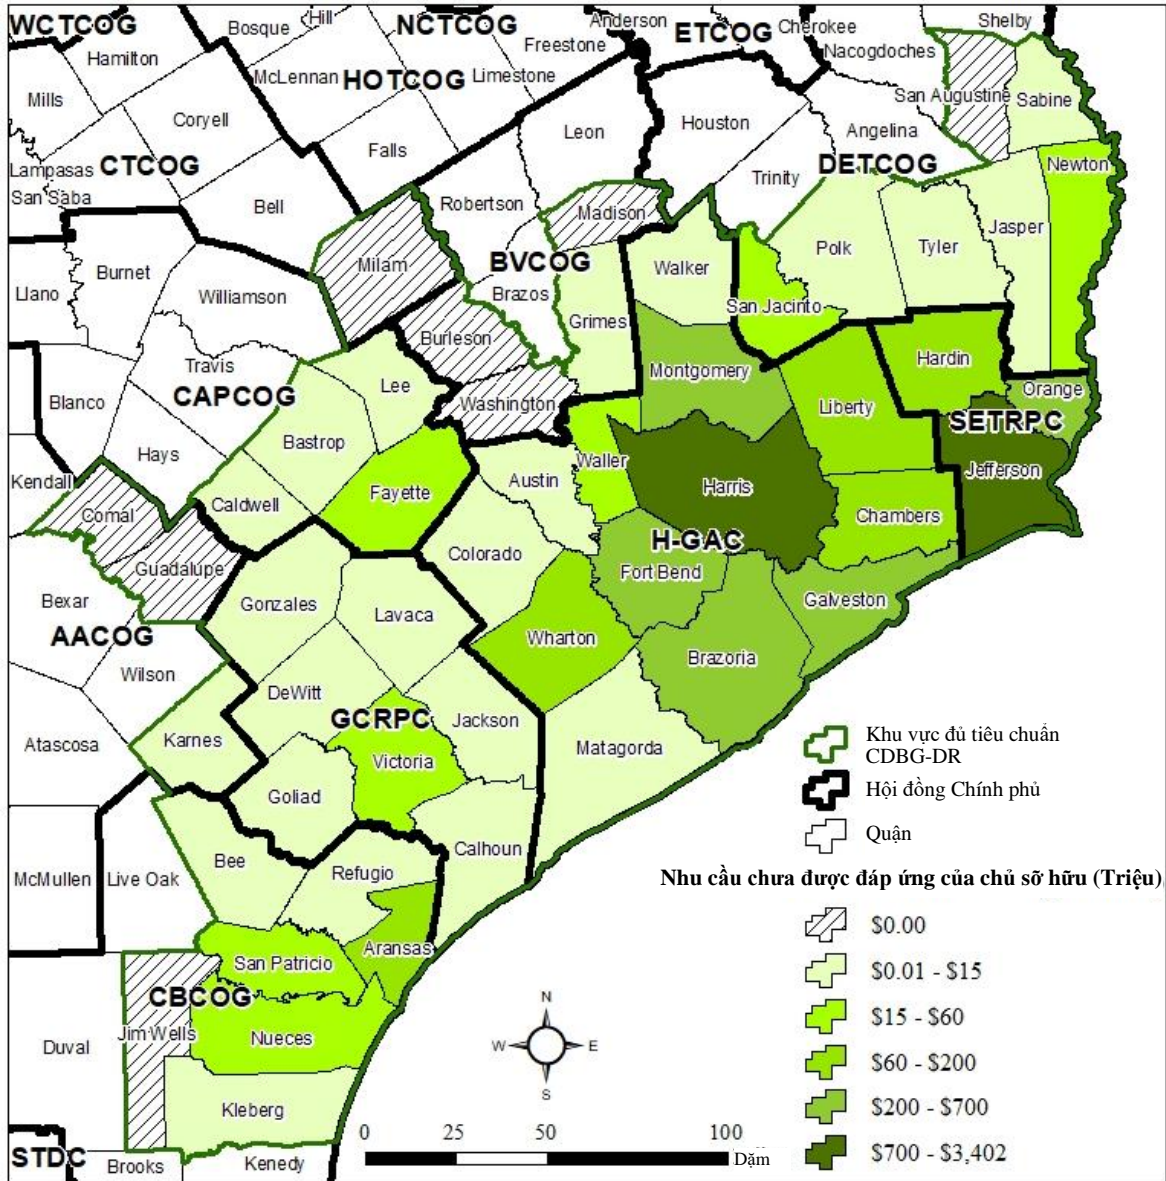 WCTCOG
Bosque
Hill
NCTCOG
Anderson
ETCOG
Cherokee
Shelby
Hamilton
McLennan
HOTCOG
Limestone
Freestone
Nacogdoches
Mills
San Augustine
Sabine
Coryell
Leon
Houston
Angelina
Lampasas
CTCOG
Falls
DETCOG
Newton
San Saba
Bell
Robertson
Madison
Trinity
Jasper
Burnet
Milam
BVCOG
Walker
Polk
Tyler
Llano
Williamson
Brazos
San Jacinto
Grimes
Burleson
Hardin
Travis
Montgomery
Orange
Blanco
CAPCOG
Lee
Washington
Liberty
SETRPC
Hays
Bastrop
Waller
Jefferson
Kendall
Austin
Harris
Fayette
Comal
Caldwell
Chambers
Colorado
H-GAC
Guadalupe
Fort Bend
Bexar
Gonzales
Lavaca
Galveston
AACOG
Wharton
Wilson
Brazoria
DeWitt
GCRPC
Jackson
Atascosa
Karnes
Matagorda
Victoria
Goliad
Calhoun
Bee
Refugio
McMullen
Live Oak
Aransas
San Patricio
CBCOG
Jim Wells
Nueces
Duval
Kleberg
STDC
Brooks
Kenedy
Khu vực đủ tiêu chuẩn
CDBG-DR
Hội đồng Chính phủ
Quận
Nhu cầu chưa được đáp ứng của chủ sở hữu (Triệu)
$0.00
$0.01 - $15
$15 - $60
$60 - $200
$200 - $700
$700 - $3,402
N
W
E
S
0
25
50
100
Dặm